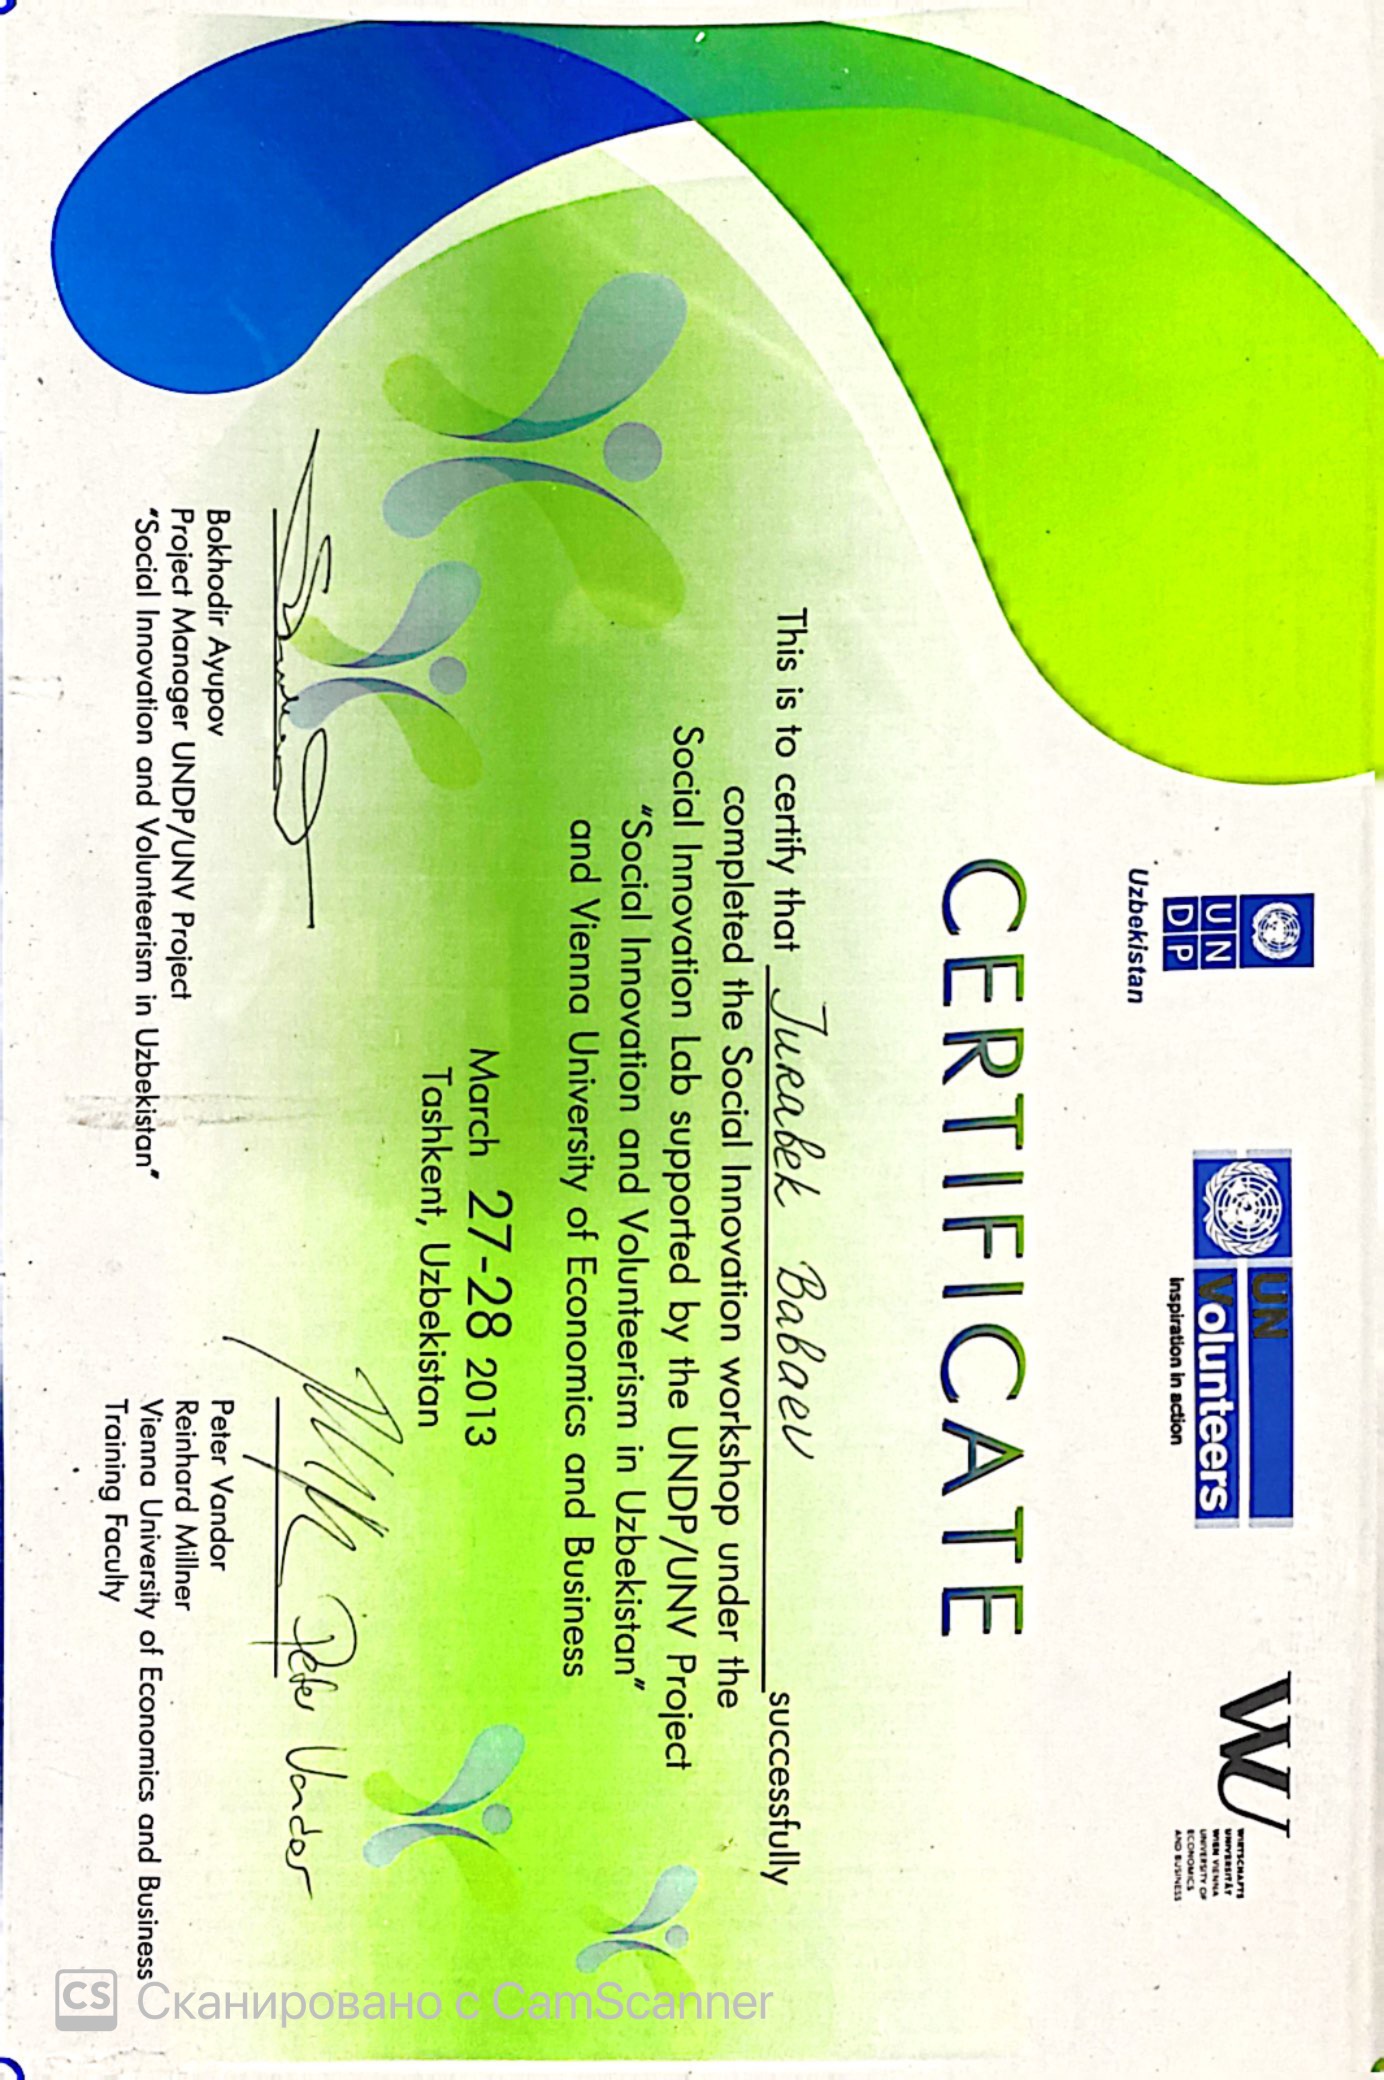 UN
DP
Uzbekistan
UN
Volunteers
inspiration in action
WU
WIRTSCHAFTS
UNIVERSITÄT
WIEN VIENNA
UNIVERSITY OF
ECONOMICS
AND BUSINESS
CERTIFICATE
This is to certify that Jurabek Babaev successfully
completed the Social Innovation workshop under the
Social Innovation Lab supported by the UNDP/UNV Project
“Social Innovation and Volunteerism in Uzbekistan”
and Vienna University of Economics and Business
March 27-28 2013
Tashkent, Uzbekistan
Bokhodir Ayupov
Project Manager UNDP/UNV Project
“Social Innovation and Volunteerism in Uzbekistan”
Peter Vandor
Peter Vandor
Reinhard Millner
Vienna University of Economics and Business
Training Faculty
CS Сканировано с CamScanner